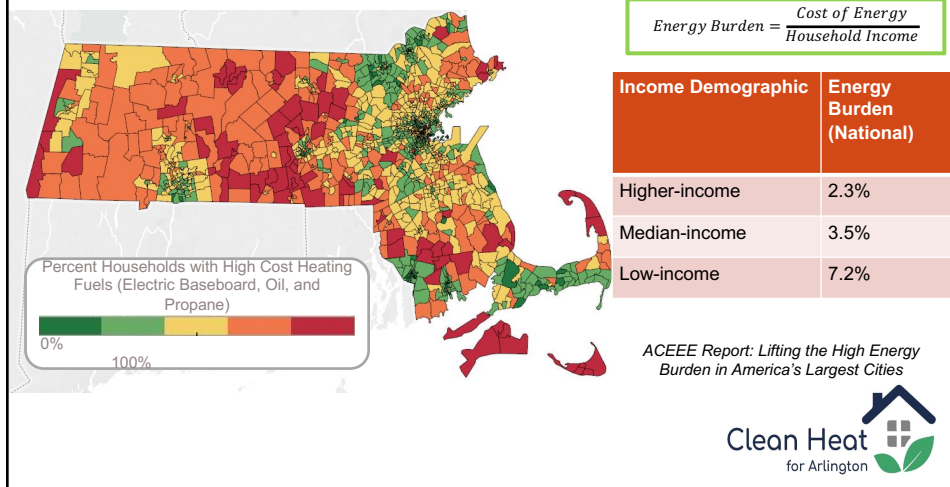 Energy Burden = Cost of Energy / Household Income
Income Demographic
Energy
Burden
(National)
Higher-income
2.3%
Median-income
3.5%
Low-income
7.2%
Percent Households with High Cost Heating
Fuels (Electric Baseboard, Oil, and
Propane)
0%
100%
ACEEE Report: Lifting the High Energy
Burden in America’s Largest Cities
Clean Heat
for Arlington